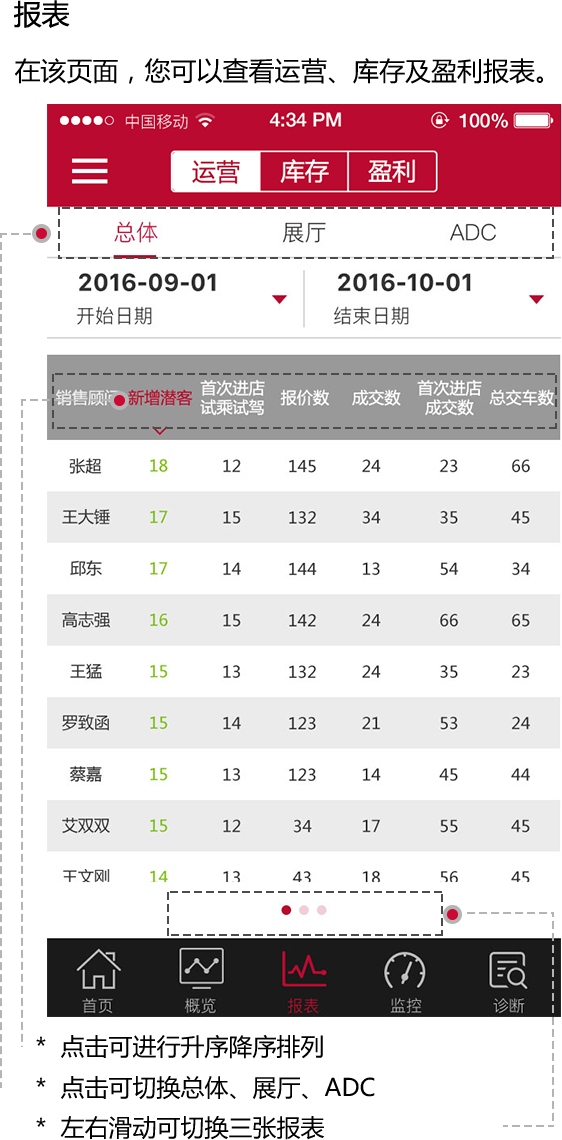 报表
在该页面，您可以查看运营、库存及盈利报表。
中国移动 4:34 PM 100%
运营 库存 盈利
总体 展厅 ADC
2016-09-01 2016-10-01
开始日期 结束日期
销售顾问 新增潜客 首次进店试乘试驾 报价数 成交数 首次进店成交数 总交车数
张超 18 12 145 24 23 66
王大锤 17 15 132 34 35 45
邱东 17 14 144 13 54 34
高志强 16 15 142 24 66 65
王猛 15 13 132 24 35 23
罗致函 15 14 123 21 53 24
蔡嘉 15 13 123 14 45 44
艾双双 15 12 34 17 55 45
王文刚 14 13 43 18 56 45
首页 概览 报表 监控 诊断
* 点击可进行升序降序排列
* 点击可切换总体、展厅、ADC
* 左右滑动可切换三张报表